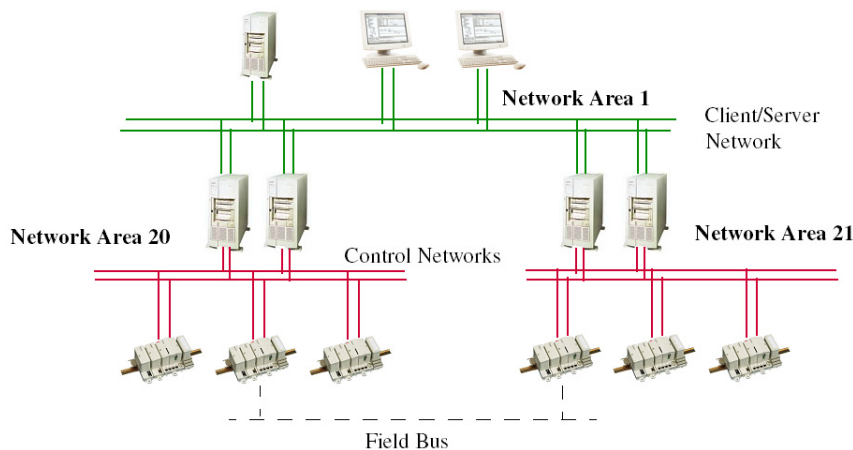 Network Area 1
Client/Server
Network
Network Area 20
Control Networks
Network Area 21
Field Bus